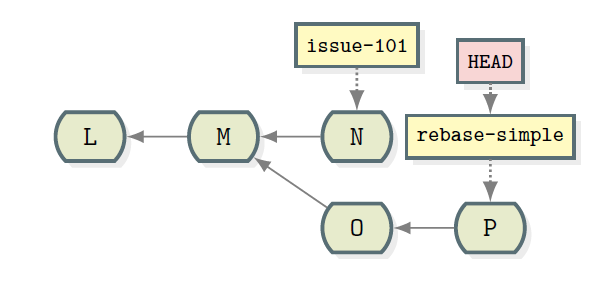 issue-101
HEAD
L
M
N
rebase-simple
O
P